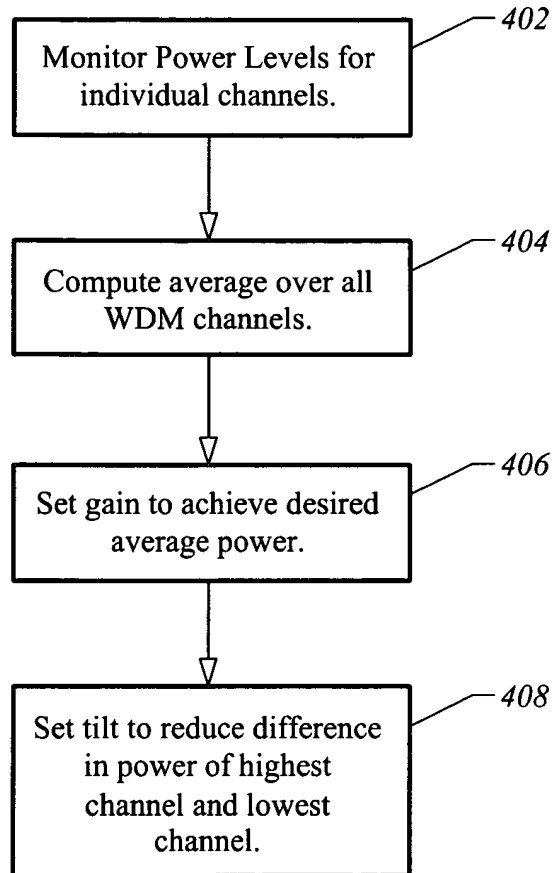 402
Monitor Power Levels for
individual channels.
404
Compute average over all
WDM channels.
406
Set gain to achieve desired
average power.
408
Set tilt to reduce difference
in power of highest
channel and lowest
channel.